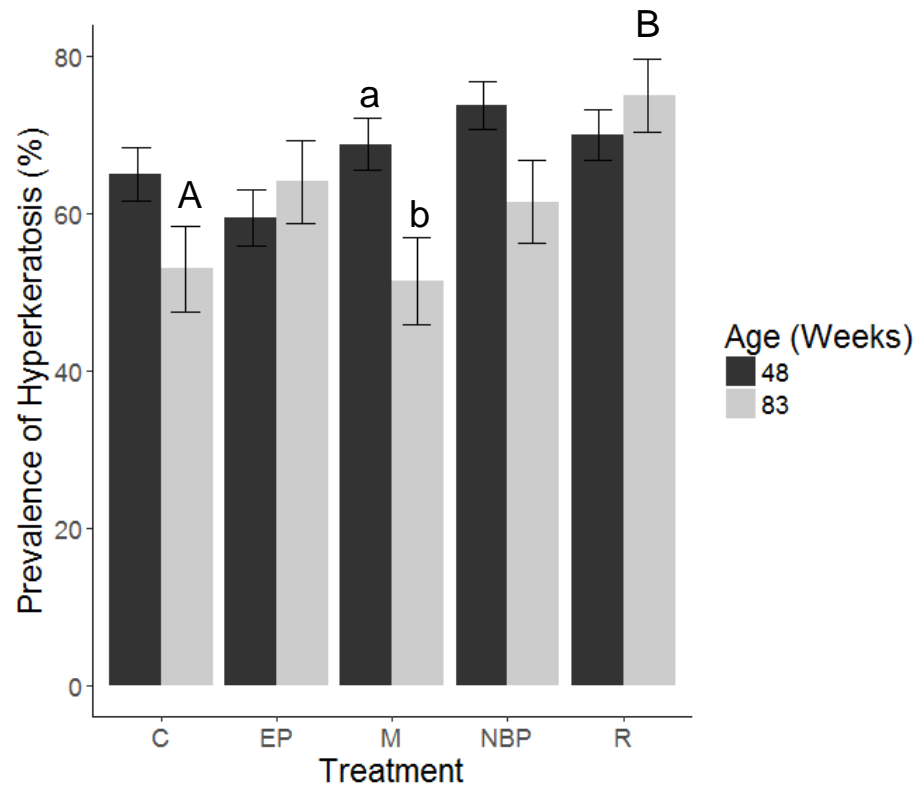 B
80
a
A
60
b
Prevalence of Hyperkeratosis (%)
Age (Weeks)
48
83
40
20
0
C EP M NBP R
Treatment